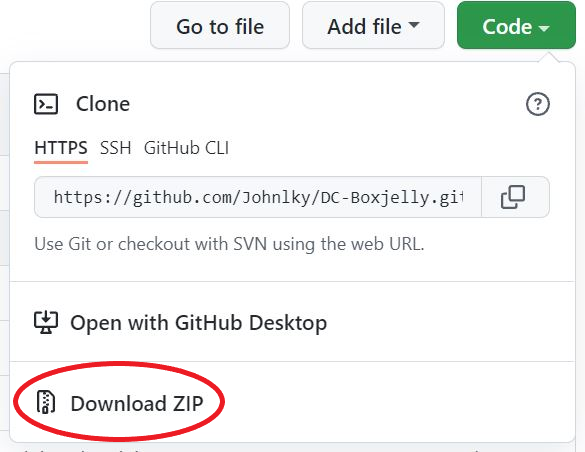 Go to file Add file Code
Clone
HTTPS SSH GitHub CLI
https://github.com/Johnlky/DC-Boxjelly.git
Use Git or checkout with SVN using the web URL.
Open with GitHub Desktop
Download ZIP